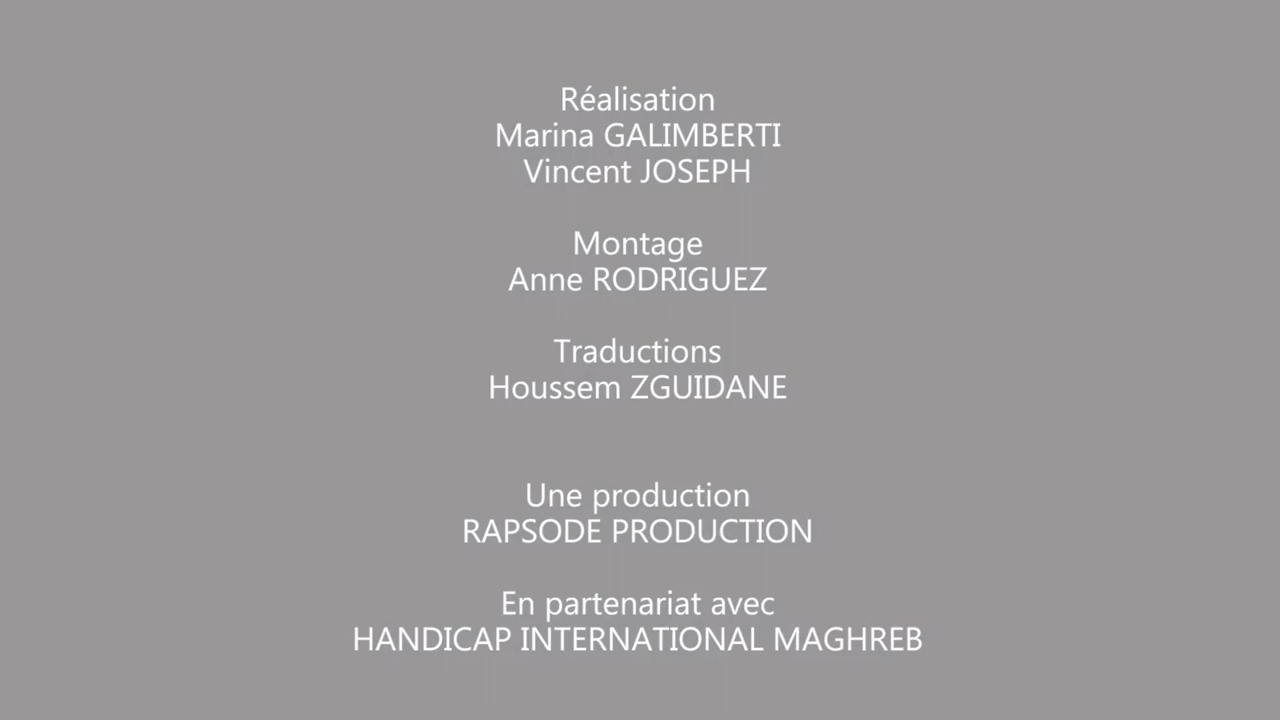 Réalisation
Marina GALIMBERTI
Vincent JOSEPH
Montage
Anne RODRIGUEZ
Traductions
Houssem ZGUIDANE
Une production
RAPSODE PRODUCTION
En partenariat avec
HANDICAP INTERNATIONAL MAGHREB